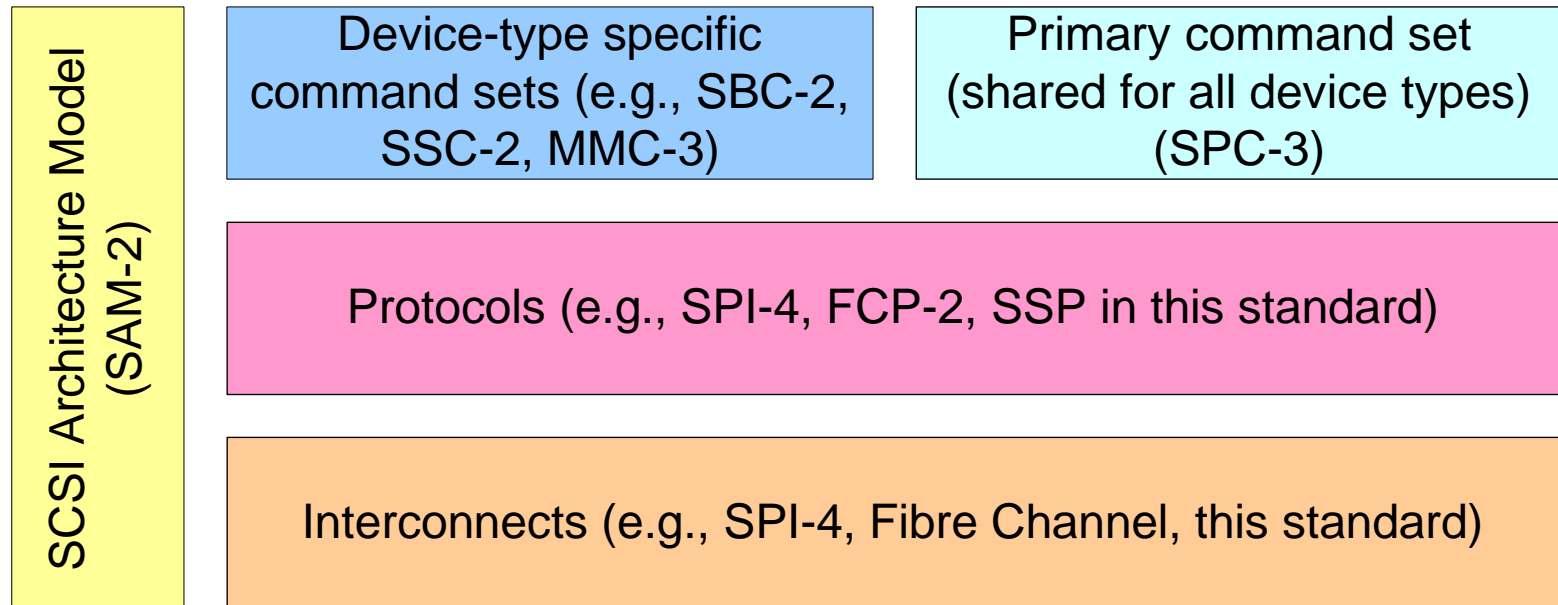 SCSI Architecture Model
(SAM-2)
Device-type specific
command sets (e.g., SBC-2,
SSC-2, MMC-3)
Primary command set
(shared for all device types)
(SPC-3)
Protocols (e.g., SPI-4, FCP-2, SSP in this standard)
Interconnects (e.g., SPI-4, Fibre Channel, this standard)